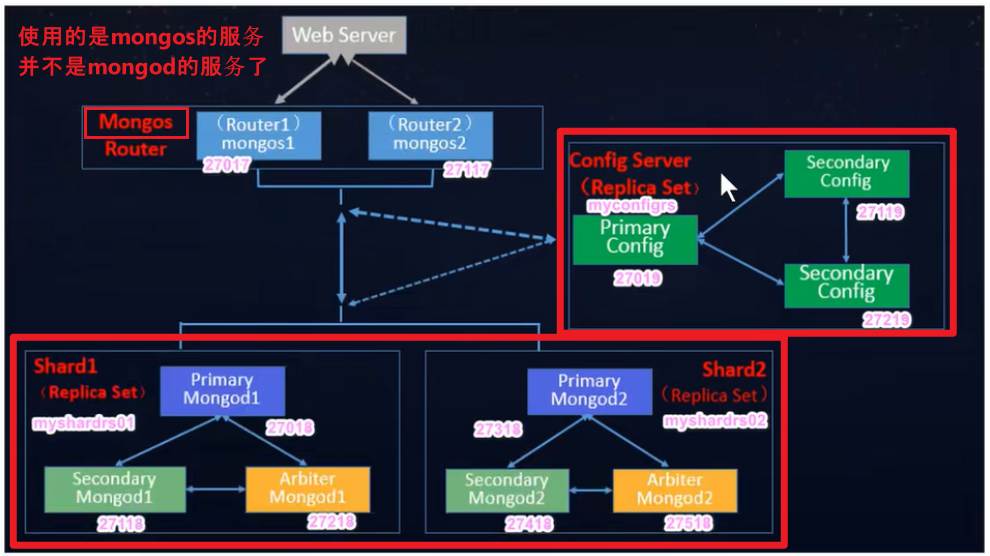 使用的是mongos的服务
并不是mongod的服务了
Web Server
Mongos
Router
（Router1）
mongos1
27017
（Router2）
mongos2
27117
Config Server
（Replica Set）
myconfigrs
Primary
Config
27019
Secondary
Config
27119
Secondary
Config
27219
Shard1
（Replica Set）
myshardrs01
Primary
Mongod1
27018
Secondary
Mongod1
27118
Arbiter
Mongod1
27218
Shard2
（Replica Set）
myshardrs02
Primary
Mongod2
27318
Secondary
Mongod2
27418
Arbiter
Mongod2
27518